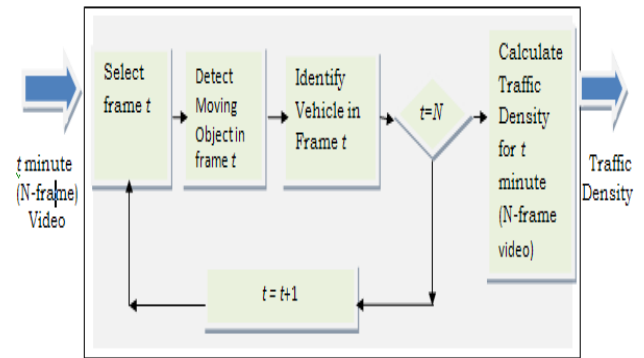 t minute
(N-frame)
Video
Select
frame t
Detect
Moving
Object in
frame t
Identify
Vehicle in
Frame t
t=N
Calculate
Traffic
Density
for t
minute
(N-frame
video)
Traffic
Density
t = t+1